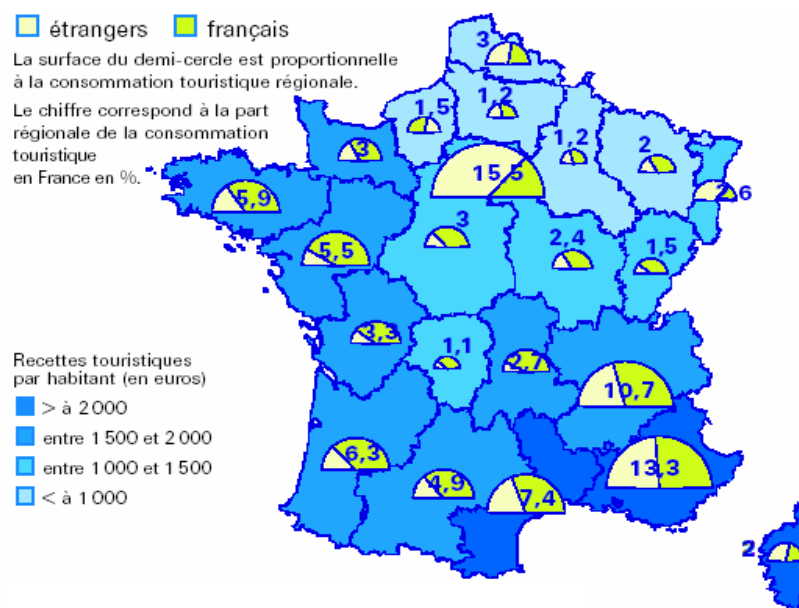 étrangers français
La surface du demi-cercle est proportionnelle
à la consommation touristique régionale.
Le chiffre correspond à la part
régionale de la consommation
touristique
en France en %.
3
1,2
1,5
1,2
2
3
15,5
2,6
5,9
3
5,5
2,4
1,5
3,3
1,1
2,7
10,7
6,3
4,9
7,4
13,3
2
Recettes touristiques
par habitant (en euros)
> à 2 000
entre 1 500 et 2 000
entre 1 000 et 1 500
< à 1 000